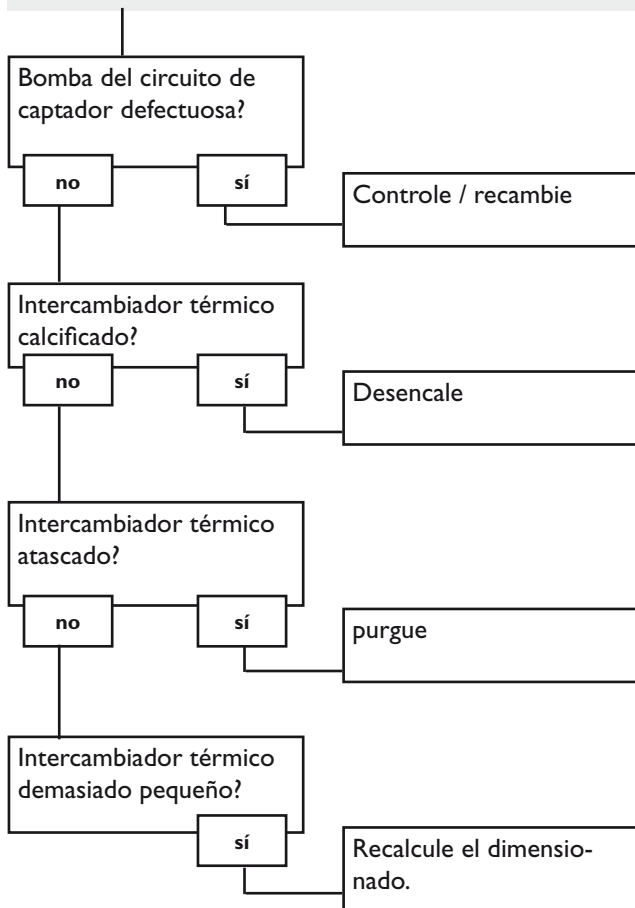 Bomba del circuito de
captador defectuosa?
no
sí
Controle / recambie
Intercambiador térmico
calcificado?
no
sí
Desencale
Intercambiador térmico
atascado?
no
sí
purgue
Intercambiador térmico
demasiado pequeño?
sí
Recalcule el dimensio-
nado.